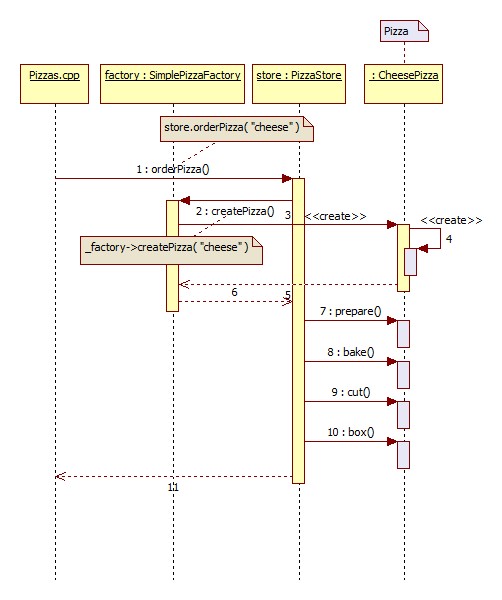 Pizza
Pizzas.cpp
factory : SimplePizzaFactory
store : PizzaStore
: CheesePizza
store.orderPizza( "cheese" )
1 : orderPizza()
2 : createPizza()
3
<<create>>
<<create>>
4
_factory->createPizza( "cheese" )
6
5
7 : prepare()
8 : bake()
9 : cut()
10 : box()
11